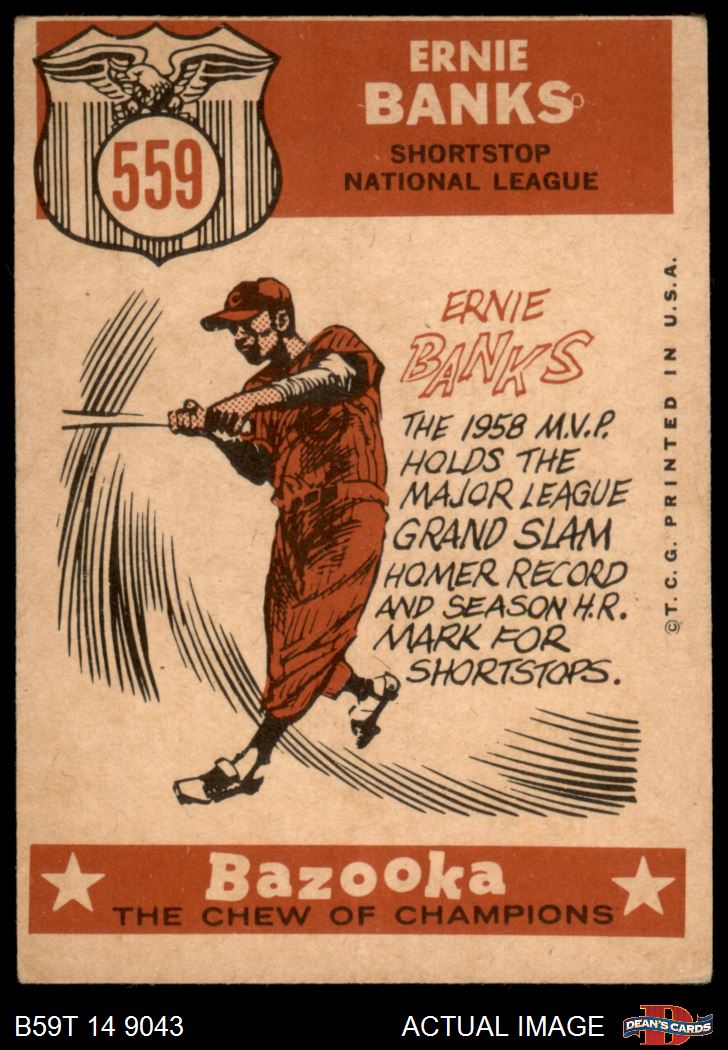 559
ERNIE
BANKS
SHORTSTOP
NATIONAL LEAGUE
C
ERNIE
BANKS
THE 1958 M.V.P.
HOLDS THE
MAJOR LEAGUE
GRAND SLAM
HOMER RECORD
AND SEASON H.R.
MARK FOR
SHORTSTOPS.
©T.C.G. PRINTED IN U.S.A.
Bazooka
THE CHEW OF CHAMPIONS
B59T 14 9043
ACTUAL IMAGE
D
DEAN'S CARDS